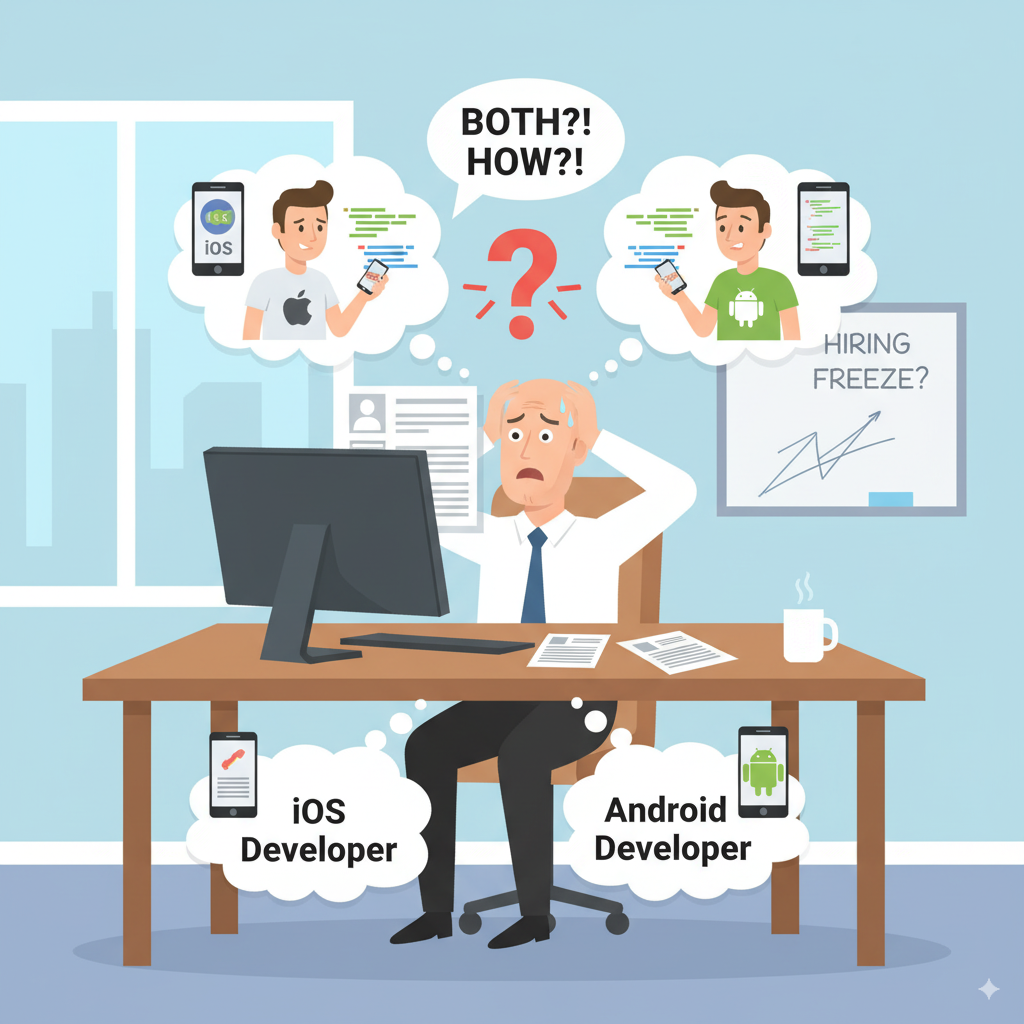 BOTH?!
HOW?!
iOS
HIRING
FREEZE?
iOS
Developer
Android
Developer